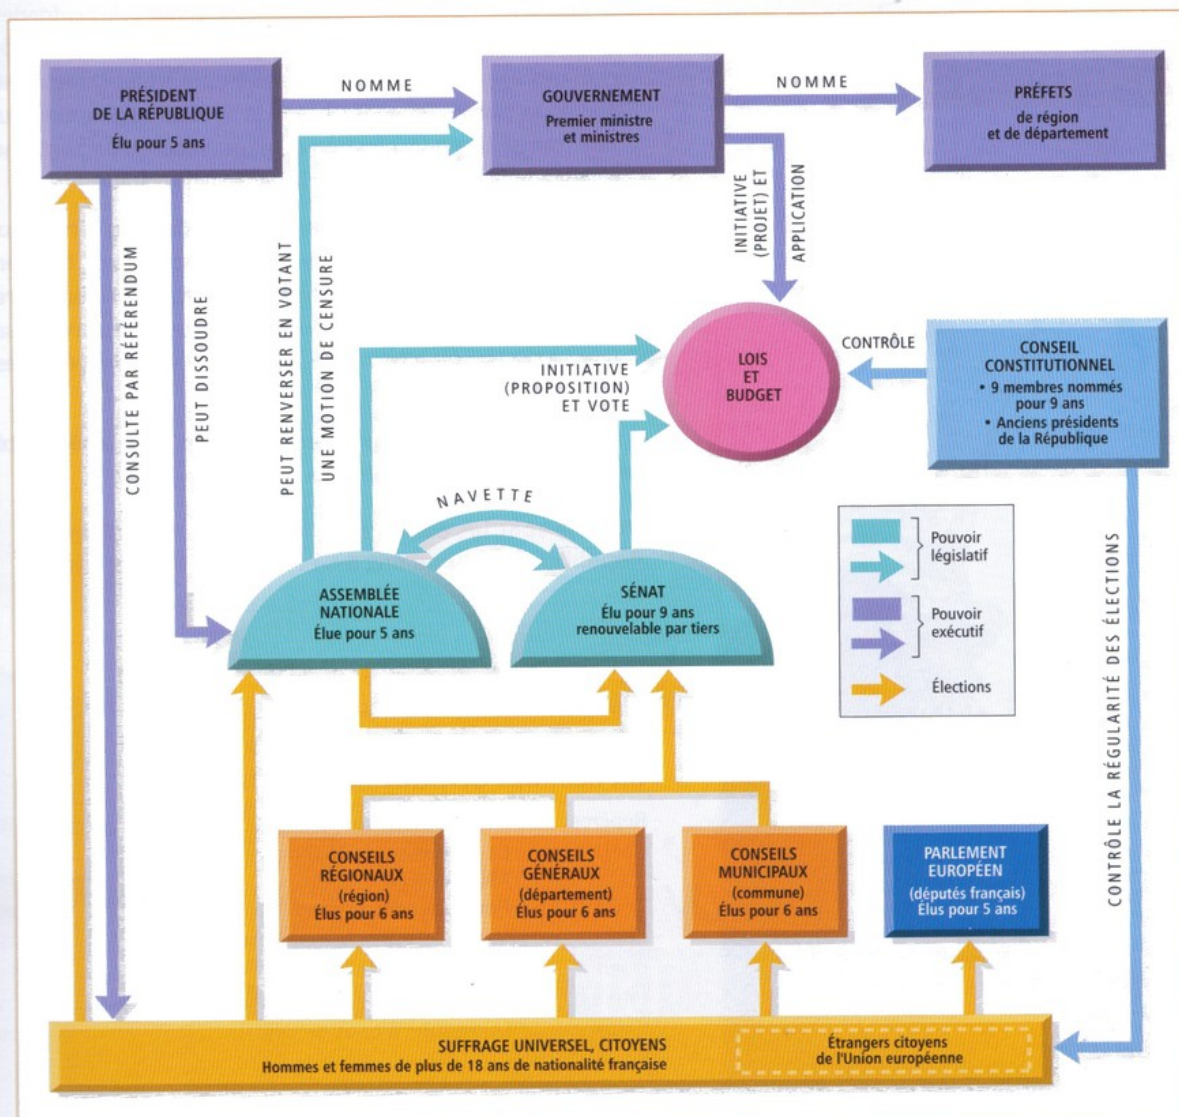 PRÉSIDENT
DE LA RÉPUBLIQUE
Élu pour 5 ans
NOMME
GOUVERNEMENT
Premier ministre
et ministres
NOMME
PRÉFETS
de région
et de département
CONSULTE PAR RÉFÉRENDUM
PEUT DISSOUDRE
PEUT RENVERSER EN VOTANT
UNE MOTION DE CENSURE
INITIATIVE
(PROJET) ET
APPLICATION
INITIATIVE
(PROPOSITION)
ET VOTE
LOIS
ET
BUDGET
CONTRÔLE
CONSEIL
CONSTITUTIONNEL
• 9 membres nommés
pour 9 ans
• Anciens présidents
de la République
NAVETTE
ASSEMBLÉE
NATIONALE
Élue pour 5 ans
SÉNAT
Élu pour 9 ans
renouvelable par tiers
Pouvoir
législatif
Pouvoir
exécutif
Élections
CONTRÔLE LA RÉGULARITÉ DES ÉLECTIONS
CONSEILS
RÉGIONAUX
(région)
Élus pour 6 ans
CONSEILS
GÉNÉRAUX
(département)
Élus pour 6 ans
CONSEILS
MUNICIPAUX
(commune)
Élus pour 6 ans
PARLEMENT
EUROPÉEN
(députés français)
Élus pour 5 ans
SUFFRAGE UNIVERSEL, CITOYENS
Hommes et femmes de plus de 18 ans de nationalité française
Étrangers citoyens
de l'Union européenne